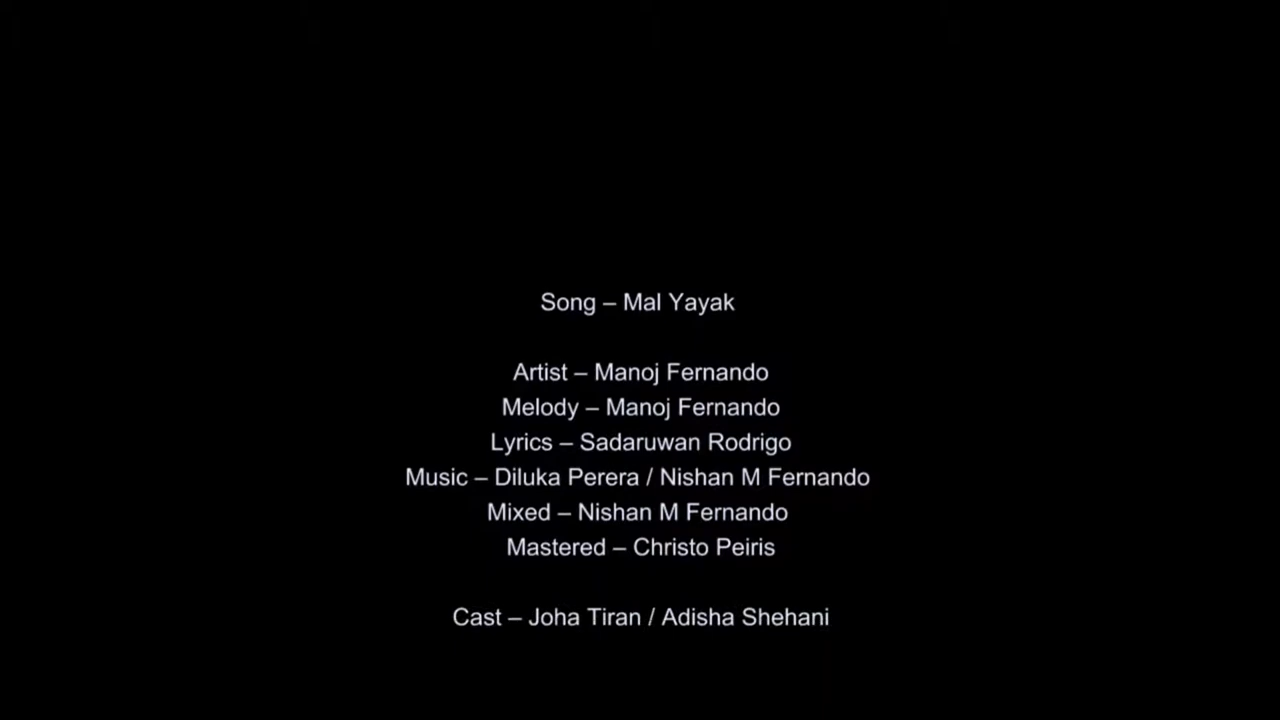 Song – Mal Yayak
Artist – Manoj Fernando
Melody – Manoj Fernando
Lyrics – Sadaruwan Rodrigo
Music – Diluka Perera / Nishan M Fernando
Mixed – Nishan M Fernando
Mastered – Christo Peiris
Cast – Joha Tiran / Adisha Shehani